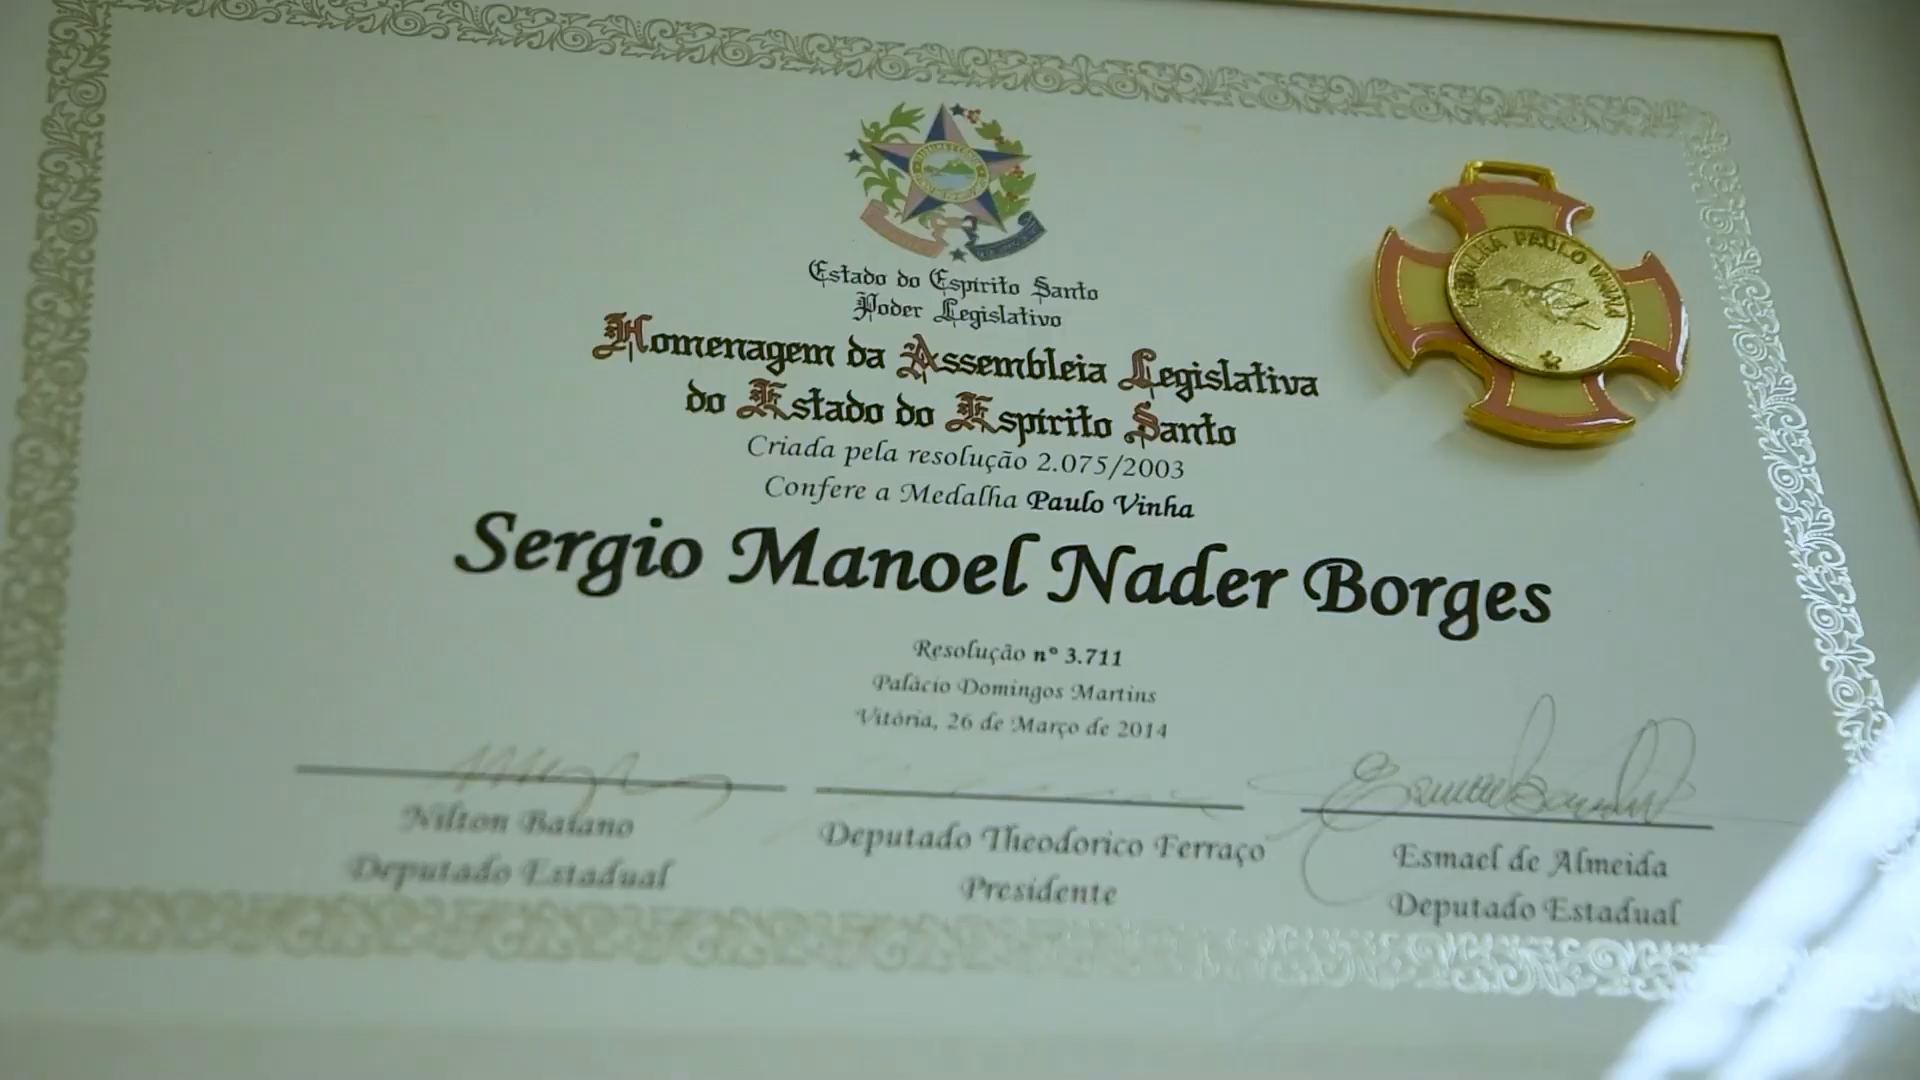 Estado do Espírito Santo
Poder Legislativo
Homenagem da Assembleia Legislativa
do Estado do Espírito Santo
Criada pela resolução 2.075/2003
Confere a Medalha Paulo Vinha
MEDALHA PAULO VINHA
Sergio Manoel Nader Borges
Resolução nº 3.711
Palácio Domingos Martins
Vitória, 26 de Março de 2014
Nilton Baiano
Deputado Estadual
Deputado Theodorico Ferraço
Presidente
Esmael de Almeida
Deputado Estadual